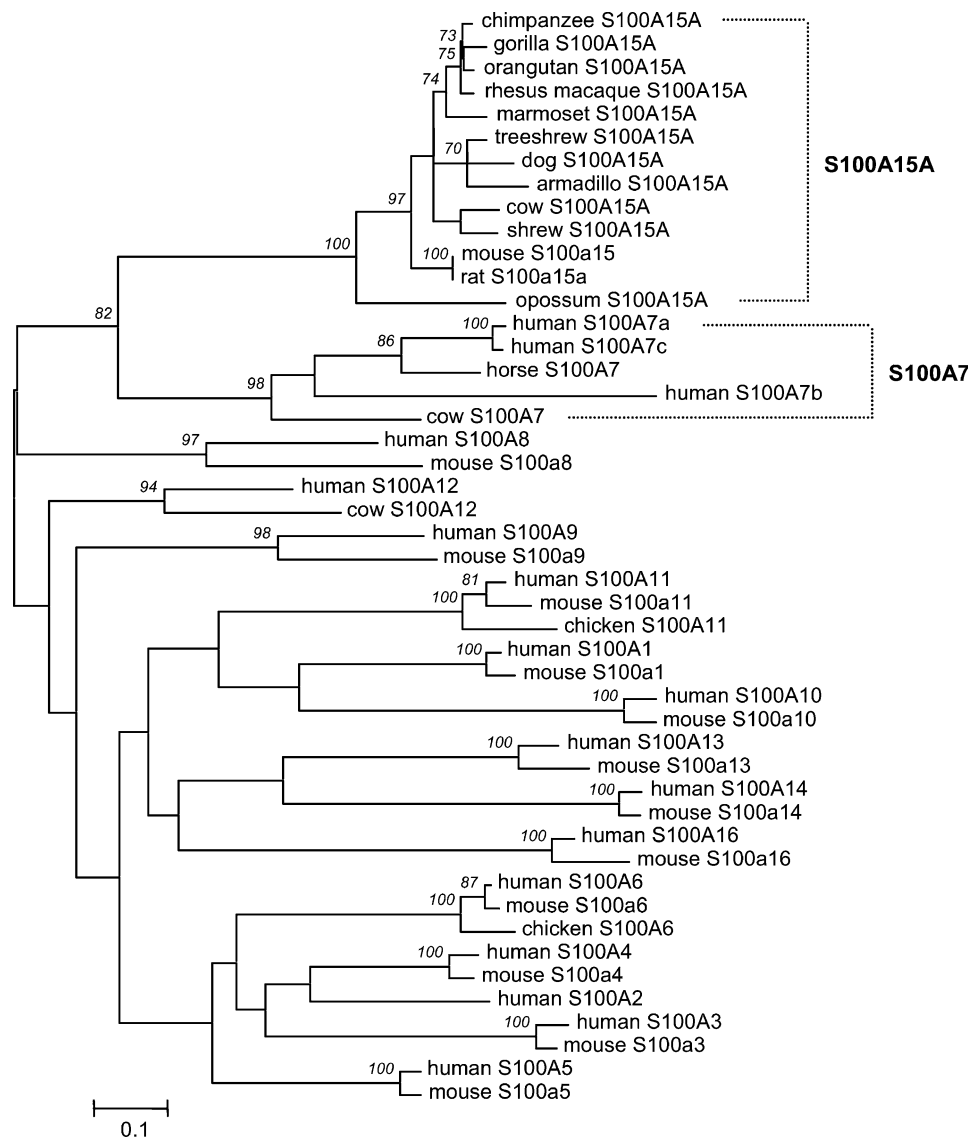 chimpanzee S100A15A
73
gorilla S100A15A
75
orangutan S100A15A
74
rhesus macaque S100A15A
marmoset S100A15A
treeshrew S100A15A
70
dog S100A15A
S100A15A
armadillo S100A15A
97
cow S100A15A
shrew S100A15A
100
100
mouse S100a15
rat S100a15a
opossum S100A15A
82
100
human S100A7a
86
human S100A7c
horse S100A7
S100A7
98
human S100A7b
cow S100A7
97
human S100A8
mouse S100a8
94
human S100A12
cow S100A12
98
human S100A9
mouse S100a9
81
human S100A11
100
mouse S100a11
chicken S100A11
100
human S100A1
mouse S100a1
100
human S100A10
mouse S100a10
100
human S100A13
mouse S100a13
100
human S100A14
mouse S100a14
100
human S100A16
mouse S100a16
87
human S100A6
100
mouse S100a6
chicken S100A6
100
human S100A4
mouse S100a4
human S100A2
100
human S100A3
mouse S100a3
100
human S100A5
mouse S100a5
0.1